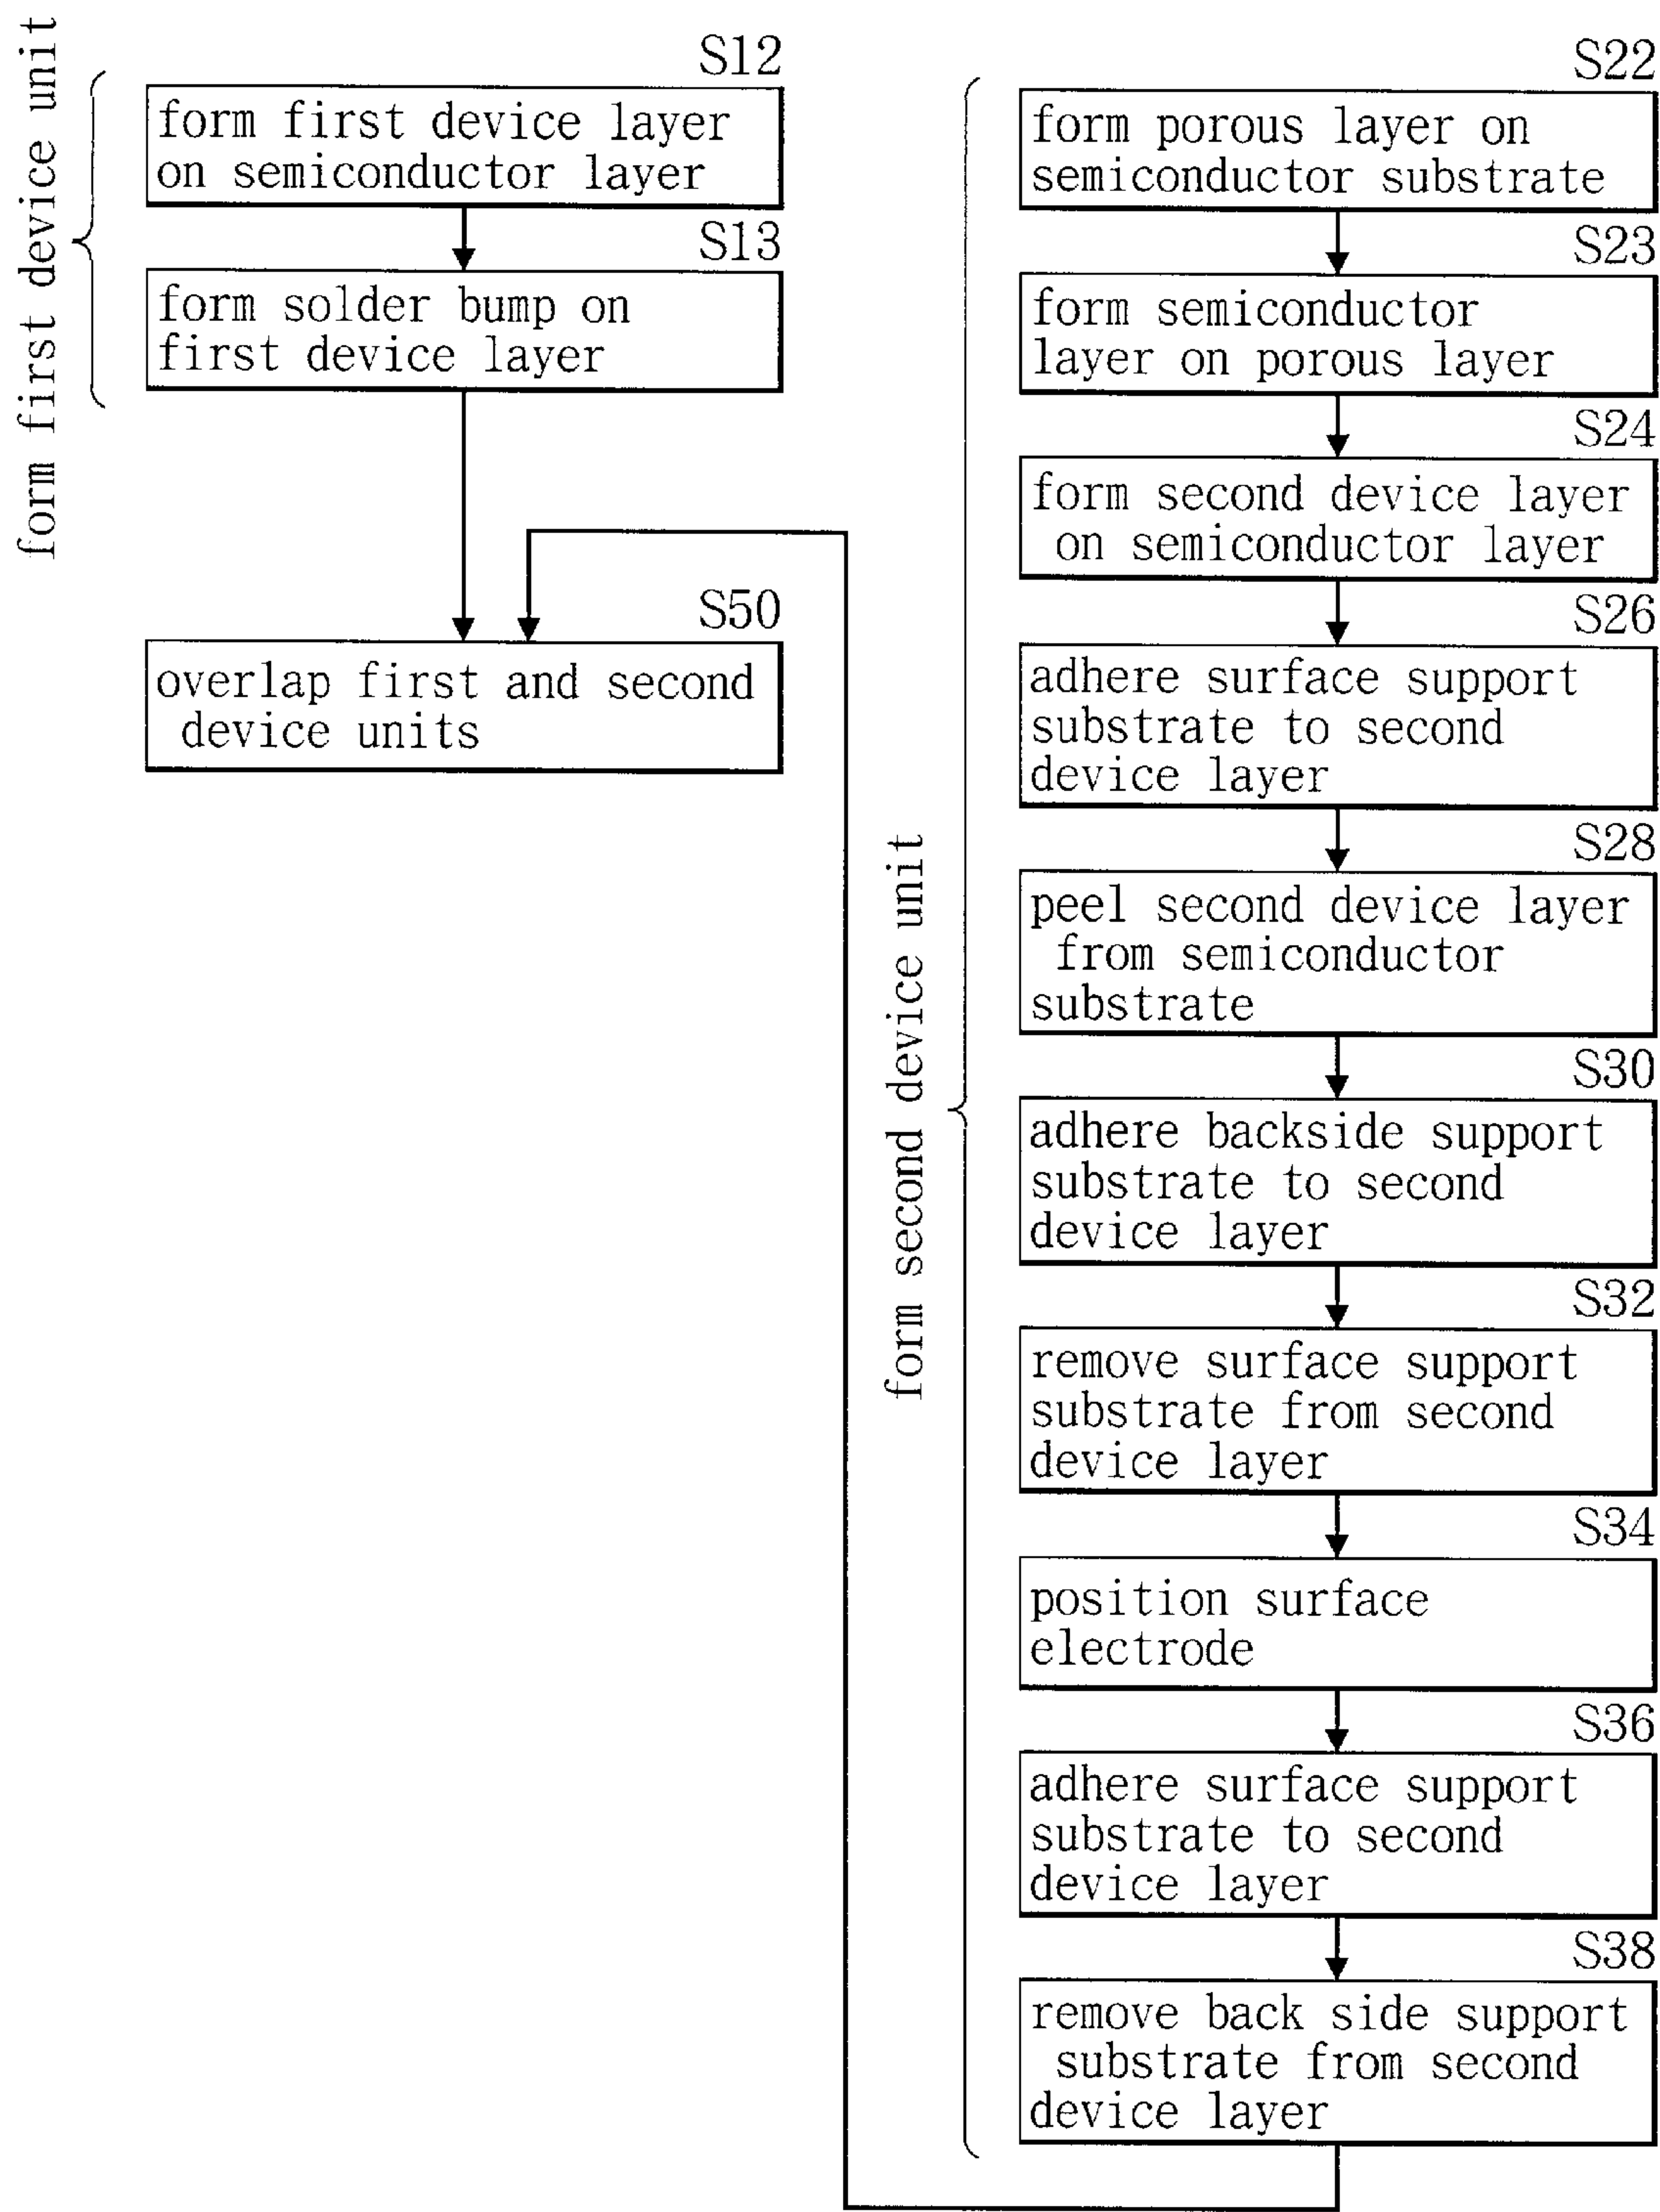 form first device unit
S12
form first device layer
on semiconductor layer
S13
form solder bump on
first device layer
S50
overlap first and second
device units
form second device unit
S22
form porous layer on
semiconductor substrate
S23
form semiconductor
layer on porous layer
S24
form second device layer
on semiconductor layer
S26
adhere surface support
substrate to second
device layer
S28
peel second device layer
from semiconductor
substrate
S30
adhere backside support
substrate to second
device layer
S32
remove surface support
substrate from second
device layer
S34
position surface
electrode
S36
adhere surface support
substrate to second
device layer
S38
remove back side support
substrate from second
device layer